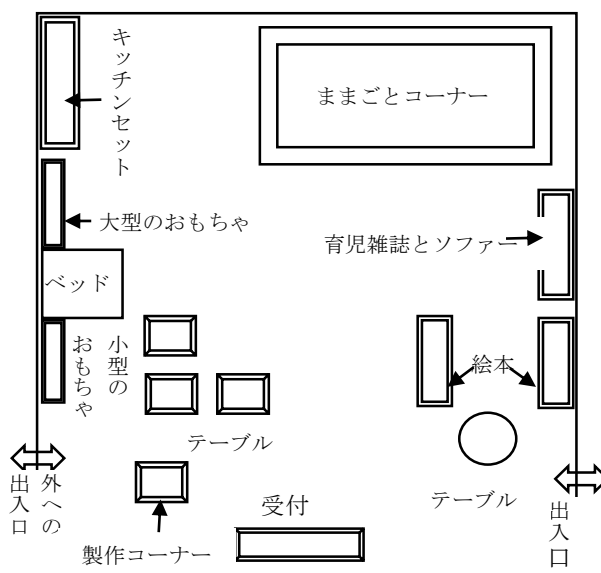 キッチンセット
ままごとコーナー
大型のおもちゃ
育児雑誌とソファー
ベッド
小型の
おもちゃ
絵本
テーブル
テーブル
外への
出入口
出入口
受付
製作コーナー